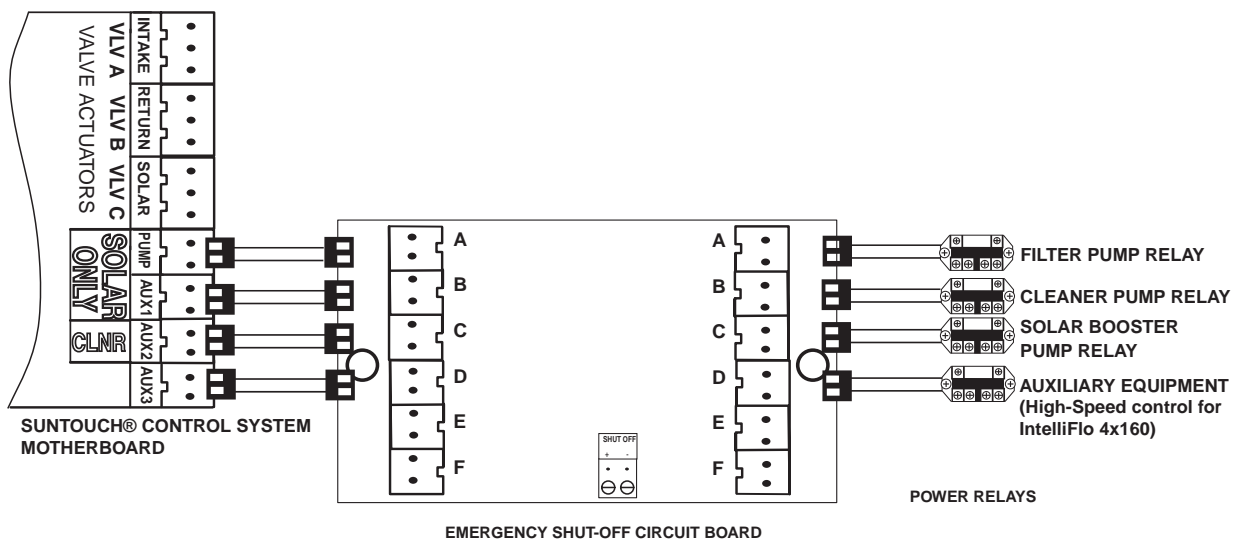 INTAKE
RETURN
SOLAR
PUMP
AUX1
AUX2
AUX3
VLV A
VLV B
VLV C
VALVE ACTUATORS
SOLAR
ONLY
CLNR
SUNTOUCH® CONTROL SYSTEM
MOTHERBOARD
A
B
C
D
E
F
SHUT OFF
+ -
A
B
C
D
E
F
FILTER PUMP RELAY
CLEANER PUMP RELAY
SOLAR BOOSTER
PUMP RELAY
AUXILIARY EQUIPMENT
(High-Speed control for
IntelliFlo 4x160)
POWER RELAYS
EMERGENCY SHUT-OFF CIRCUIT BOARD